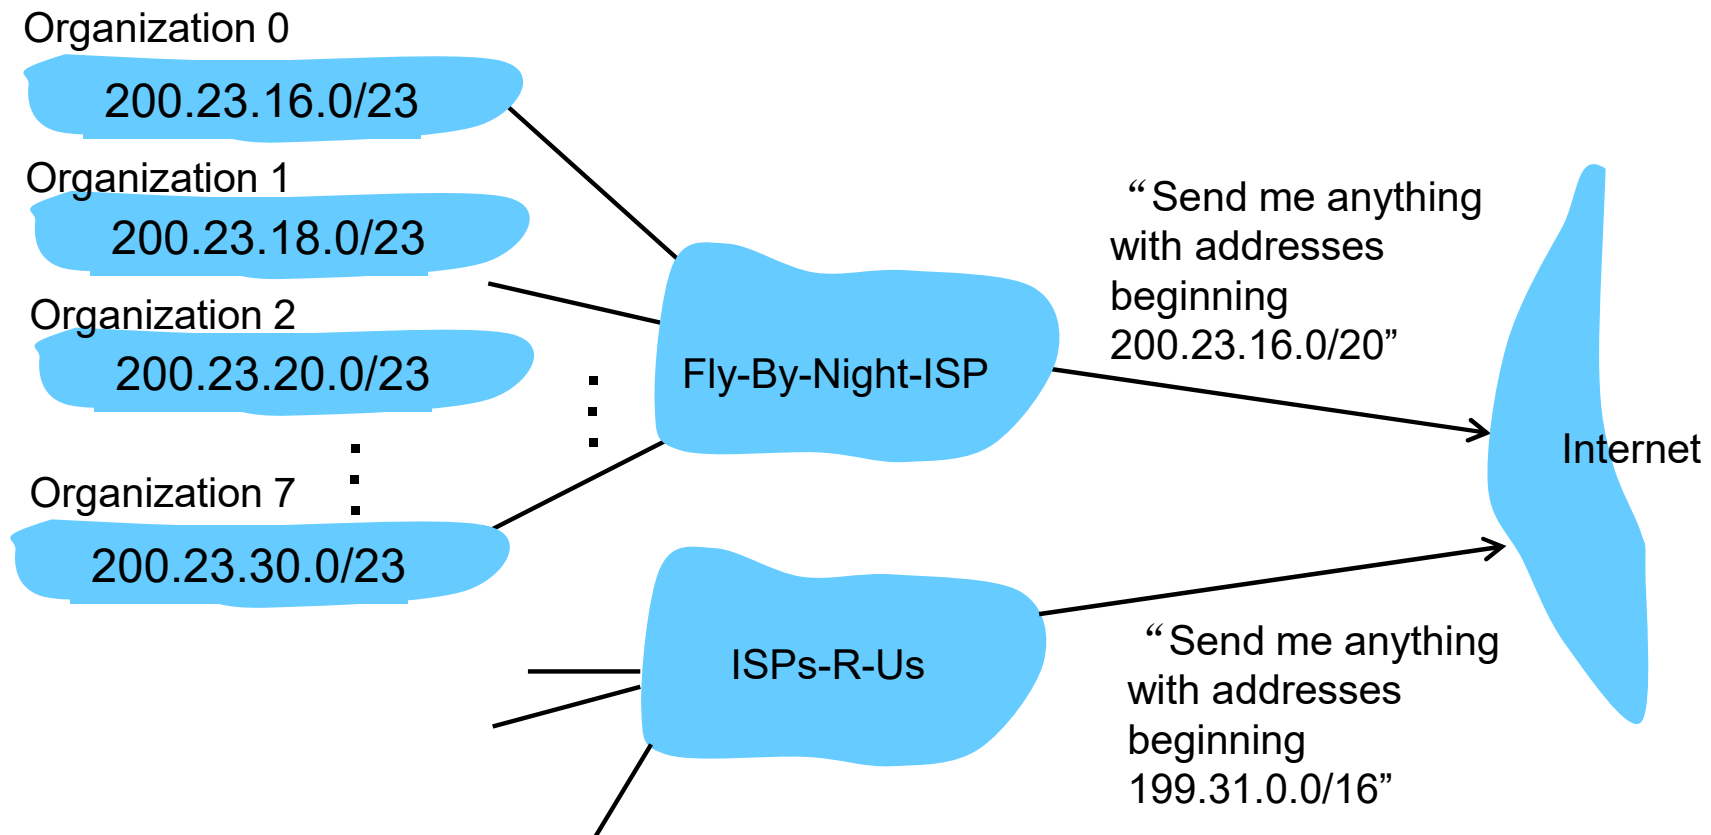 Organization 0
200.23.16.0/23
Organization 1
200.23.18.0/23
Organization 2
200.23.20.0/23
Organization 7
200.23.30.0/23
Fly-By-Night-ISP
“Send me anything
with addresses
beginning
200.23.16.0/20”
Internet
ISPs-R-Us
“Send me anything
with addresses
beginning
199.31.0.0/16”